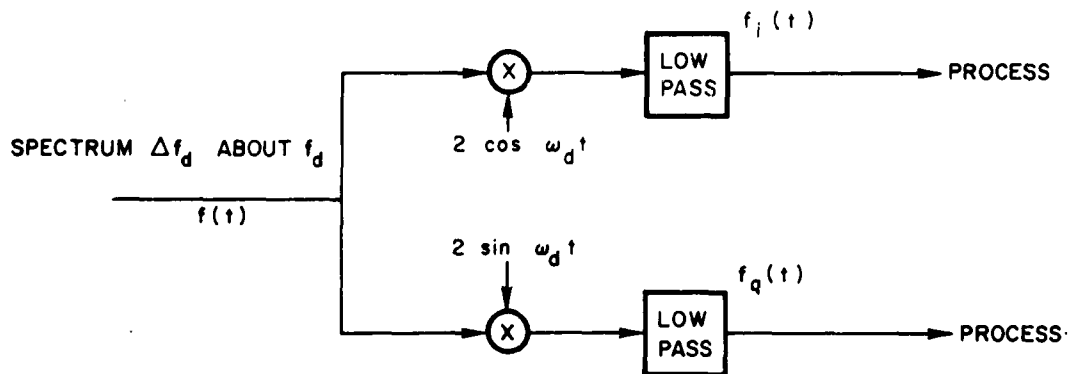 f_i (t)
LOW
PASS
X
PROCESS
2 cos ω_d t
SPECTRUM Δf_d ABOUT f_d
f(t)
2 sin ω_d t
f_q (t)
X
LOW
PASS
PROCESS